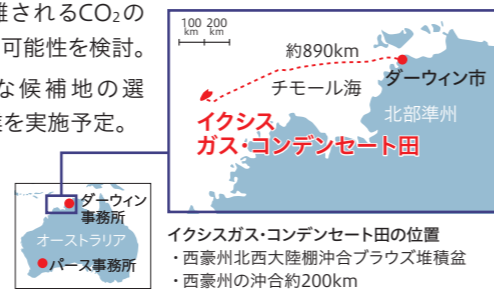 離されるCO₂の
可能性を検討。
な候補地の選
業を実施予定。
100 200
km km
約890km
チモール海
ダーウィン市
北部準州
イクシス
ガス・コンデンセート田
ダーウィン
事務所
オーストラリア
パース事務所
イクシスガス・コンデンセート田の位置
・西豪州北西大陸棚沖合ブラウズ堆積盆
・西豪州の沖合約200km